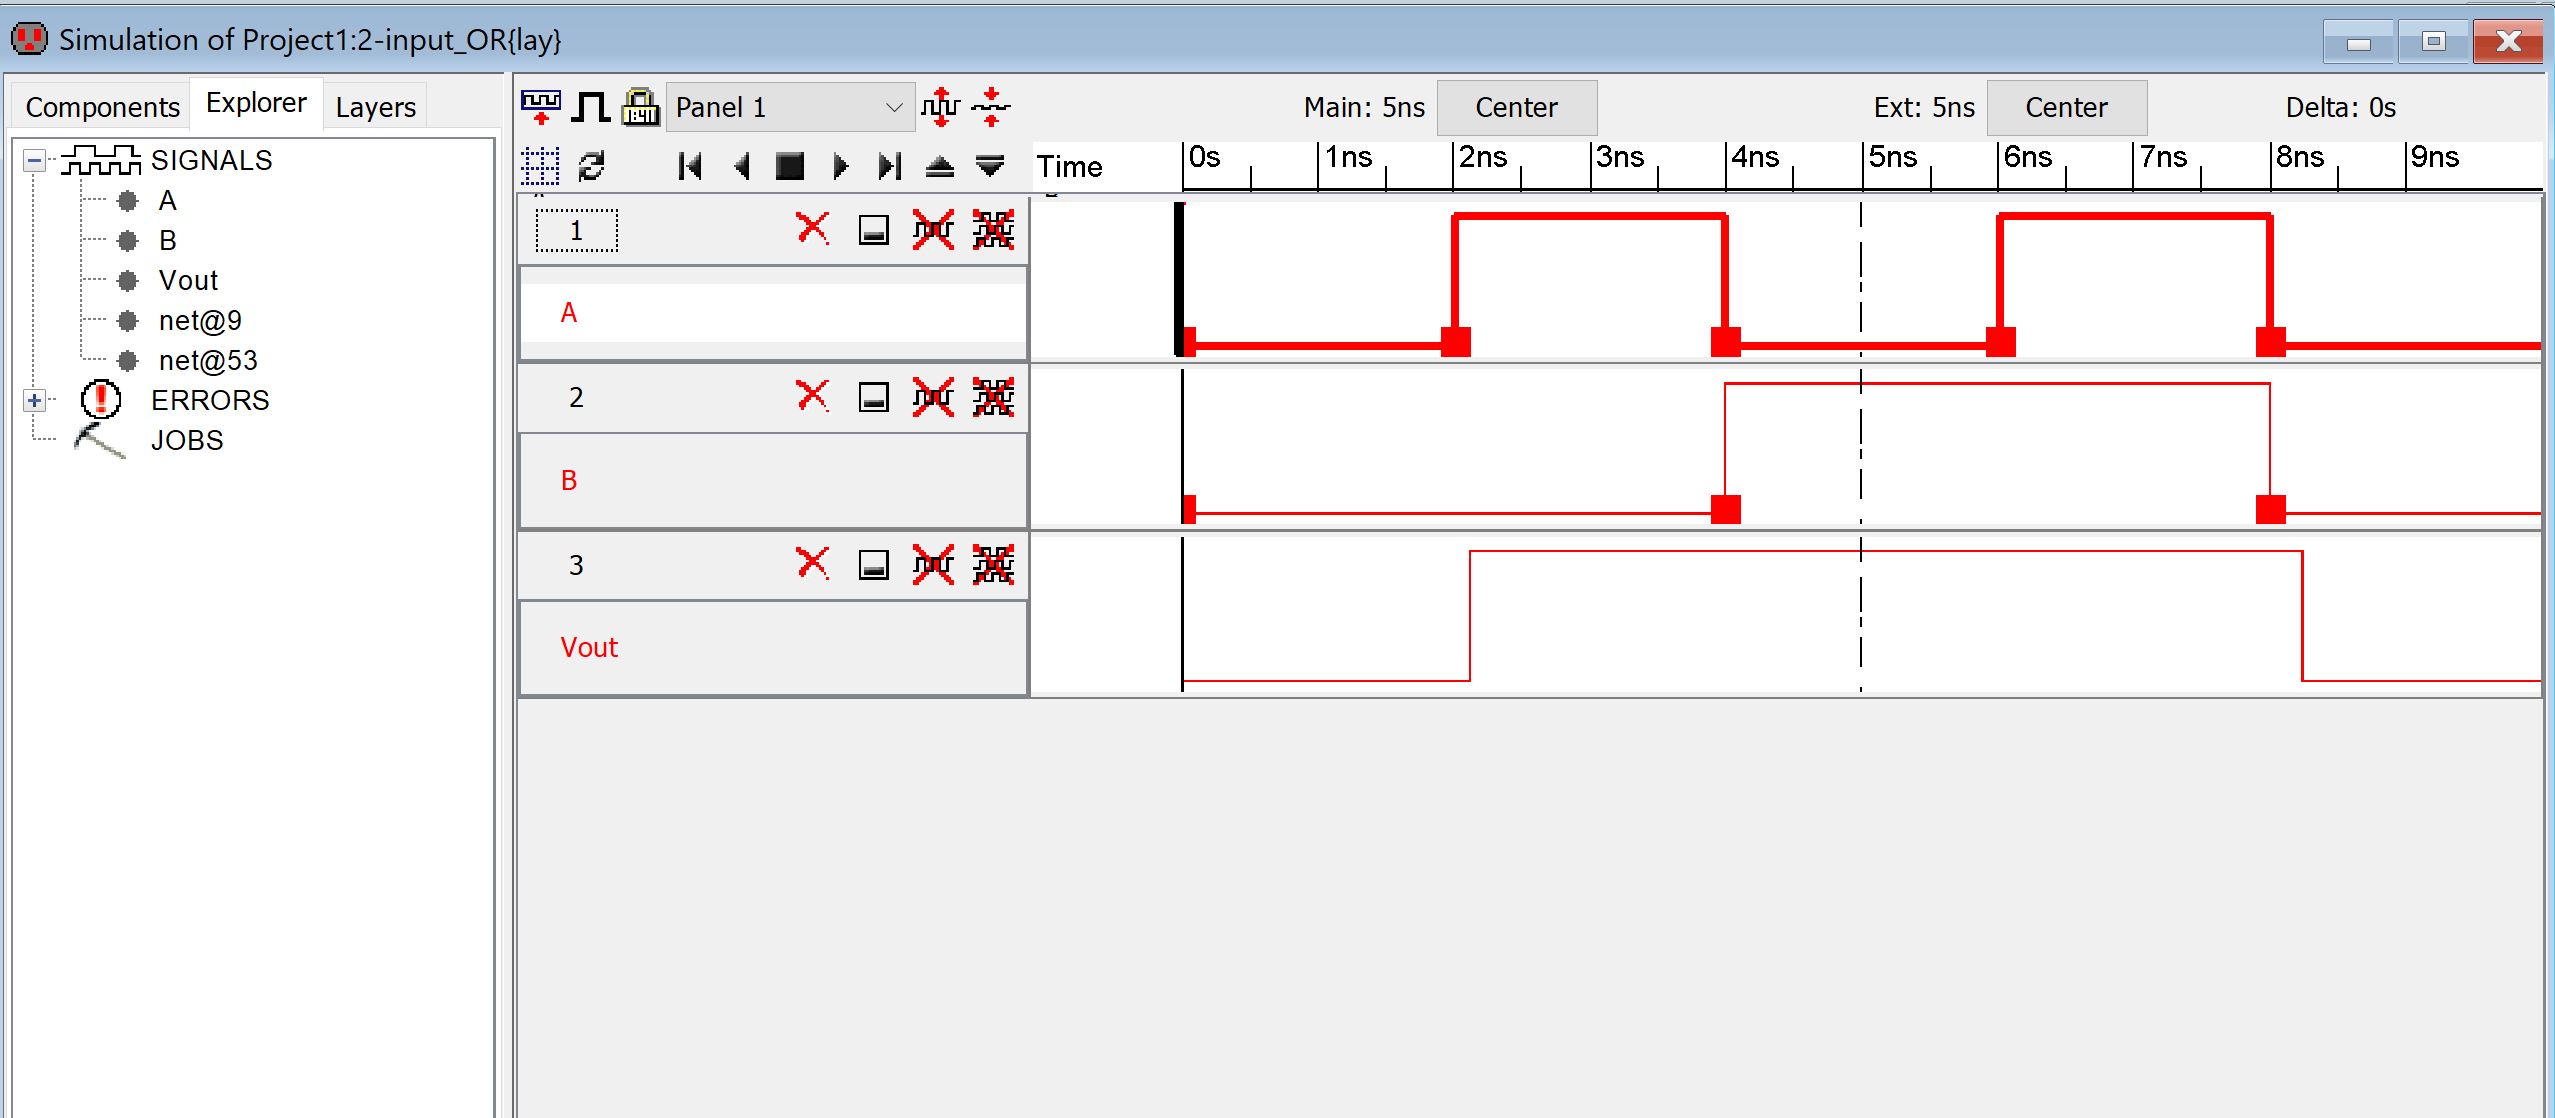 Simulation of Project1:2-input_OR{lay}
Components Explorer Layers
SIGNALS
A
B
Vout
net@9
net@53
ERRORS
JOBS
Panel 1
Main: 5ns Center Ext: 5ns Center Delta: 0s
Time 0s 1ns 2ns 3ns 4ns 5ns 6ns 7ns 8ns 9ns
1
A
2
B
3
Vout